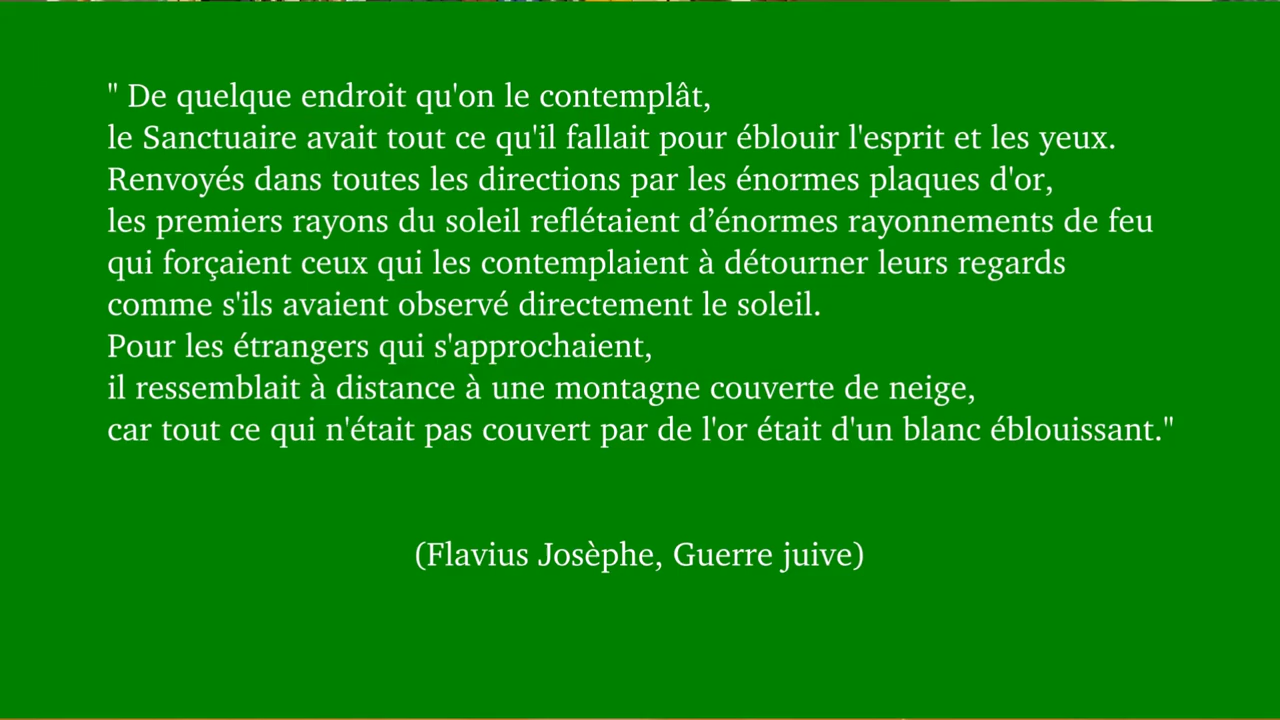 " De quelque endroit qu'on le contemplât,
le Sanctuaire avait tout ce qu'il fallait pour éblouir l'esprit et les yeux.
Renvoyés dans toutes les directions par les énormes plaques d'or,
les premiers rayons du soleil reflétaient d’énormes rayonnements de feu
qui forçaient ceux qui les contemplaient à détourner leurs regards
comme s'ils avaient observé directement le soleil.
Pour les étrangers qui s'approchaient,
il ressemblait à distance à une montagne couverte de neige,
car tout ce qui n'était pas couvert par de l'or était d'un blanc éblouissant."
(Flavius Josèphe, Guerre juive)